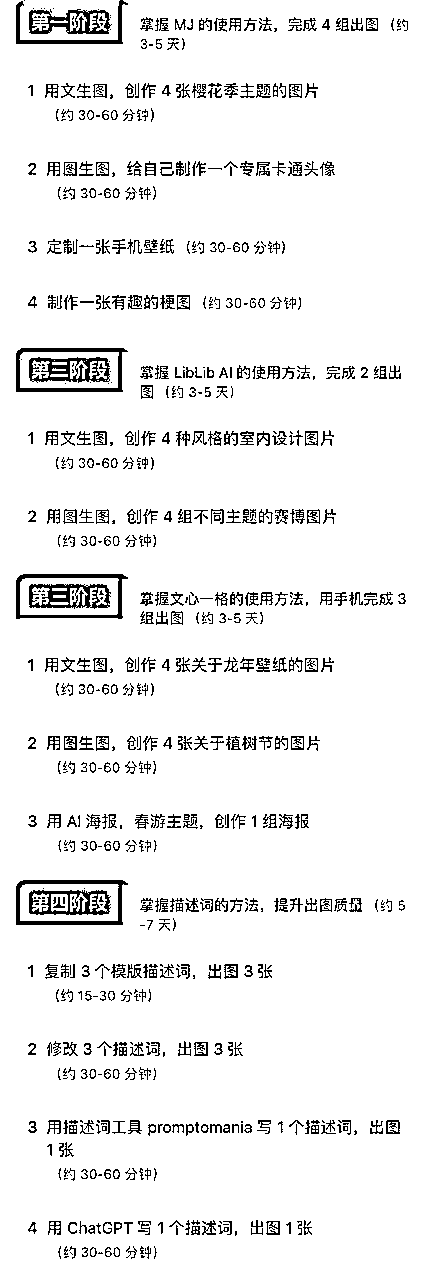 第一阶段
掌握 MJ 的使用方法，完成 4 组出图（约
3-5 天）
1 用文生图，创作 4 张樱花季主题的图片
（约 30-60 分钟）
2 用图生图，给自己制作一个专属卡通头像
（约 30-60 分钟）
3 定制一张手机壁纸（约 30-60 分钟）
4 制作一张有趣的梗图（约 30-60 分钟）
第二阶段
掌握 LibLib AI 的使用方法，完成 2 组出
图（约 3-5 天）
1 用文生图，创作 4 种风格的室内设计图片
（约 30-60 分钟）
2 用图生图，创作 4 组不同主题的赛博图片
（约 30-60 分钟）
第三阶段
掌握文心一格的使用方法，用手机完成 3
组出图（约 3-5 天）
1 用文生图，创作 4 张关于龙年壁纸的图片
（约 30-60 分钟）
2 用图生图，创作 4 张关于植树节的图片
（约 30-60 分钟）
3 用 AI 海报，春游主题，创作 1 组海报
（约 30-60 分钟）
第四阶段
掌握描述词的方法，提升出图质量（约 5
-7 天）
1 复制 3 个模版描述词，出图 3 张
（约 15-30 分钟）
2 修改 3 个描述词，出图 3 张
（约 30-60 分钟）
3 用描述词工具 promptomania 写 1 个描述词，出图
1 张
（约 30-60 分钟）
4 用 ChatGPT 写 1 个描述词，出图 1 张
（约 30-60 分钟）